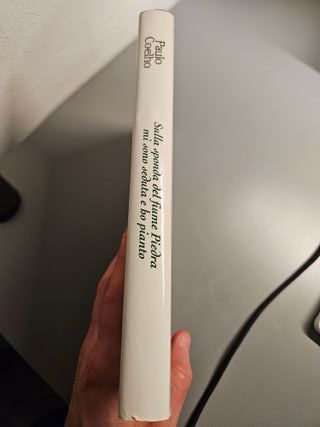 Paulo
Coelho
Sulla sponda del fiume Piedra
mi sono seduta e ho pianto